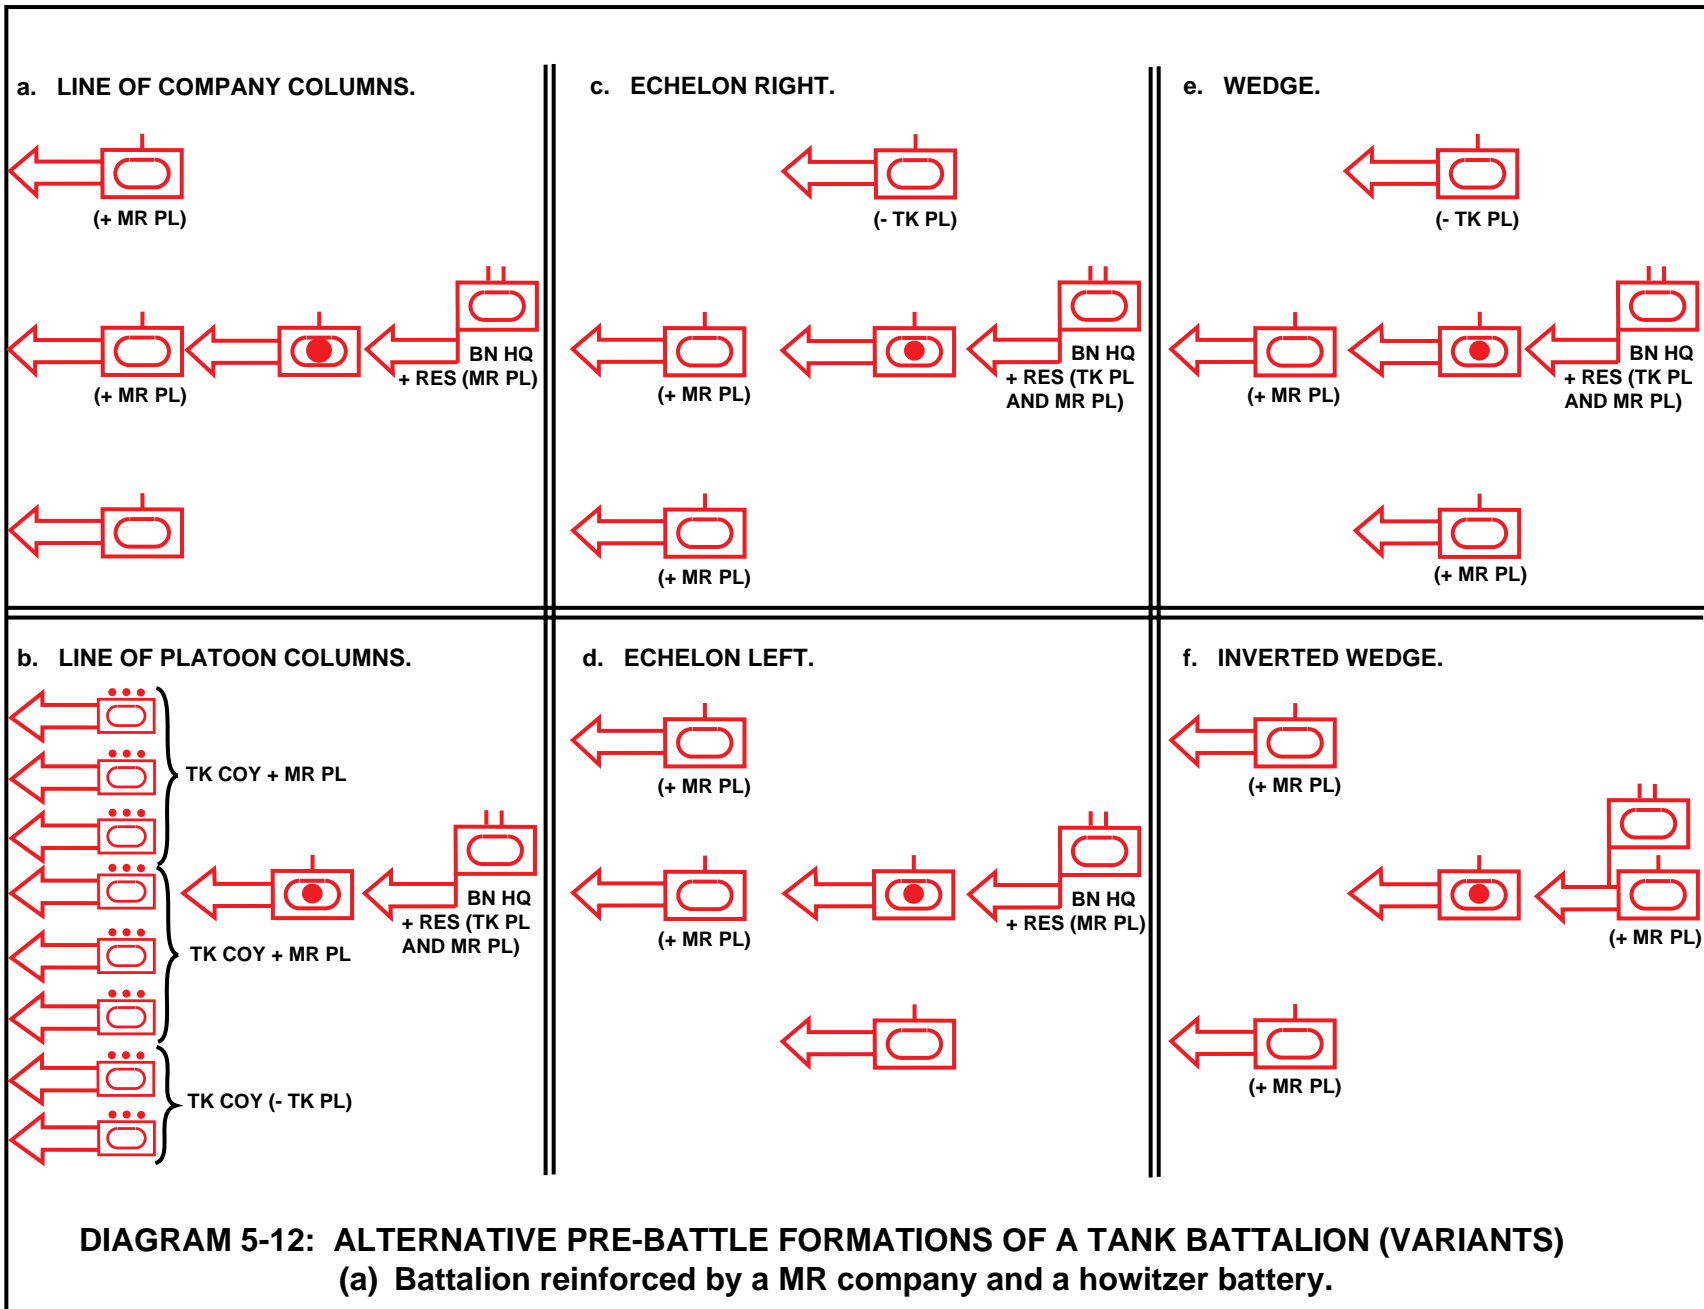 a. LINE OF COMPANY COLUMNS.
(+ MR PL)
(+ MR PL)
BN HQ
+ RES (MR PL)
b. LINE OF PLATOON COLUMNS.
TK COY + MR PL
TK COY + MR PL
TK COY (- TK PL)
BN HQ
+ RES (TK PL
AND MR PL)
c. ECHELON RIGHT.
(- TK PL)
(+ MR PL)
BN HQ
+ RES (TK PL
AND MR PL)
(+ MR PL)
d. ECHELON LEFT.
(+ MR PL)
(+ MR PL)
BN HQ
+ RES (MR PL)
e. WEDGE.
(- TK PL)
(+ MR PL)
BN HQ
+ RES (TK PL
AND MR PL)
(+ MR PL)
f. INVERTED WEDGE.
(+ MR PL)
(+ MR PL)
(+ MR PL)
DIAGRAM 5-12: ALTERNATIVE PRE-BATTLE FORMATIONS OF A TANK BATTALION (VARIANTS)
(a) Battalion reinforced by a MR company and a howitzer battery.